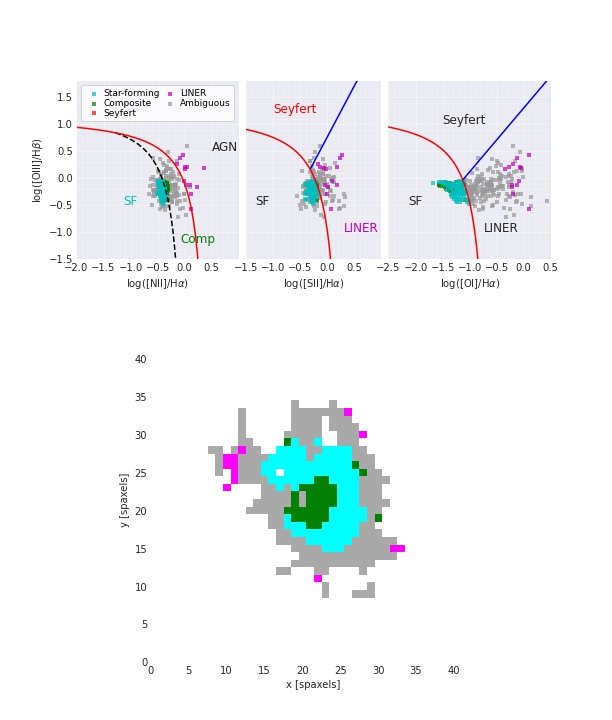 log([OIII]/Hβ)
1.5
1.0
0.5
0.0
−0.5
−1.0
−1.5
Star-forming
Composite
Seyfert
LINER
Ambiguous
AGN
SF
Comp
−2.0 −1.5 −1.0 −0.5 0.0 0.5
log([NII]/Hα)
Seyfert
SF
LINER
−1.5 −1.0 −0.5 0.0 0.5
log([SII]/Hα)
Seyfert
SF
LINER
−2.5 −2.0 −1.5 −1.0 −0.5 0.0 0.5
log([OI]/Hα)
y [spaxels]
40
35
30
25
20
15
10
5
0
0 5 10 15 20 25 30 35 40
x [spaxels]